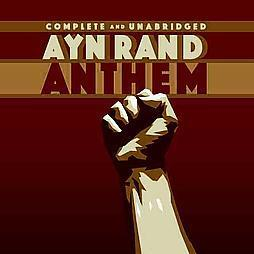 COMPLETE AND UNABRIDGED
AYN RAND
ANTHEM